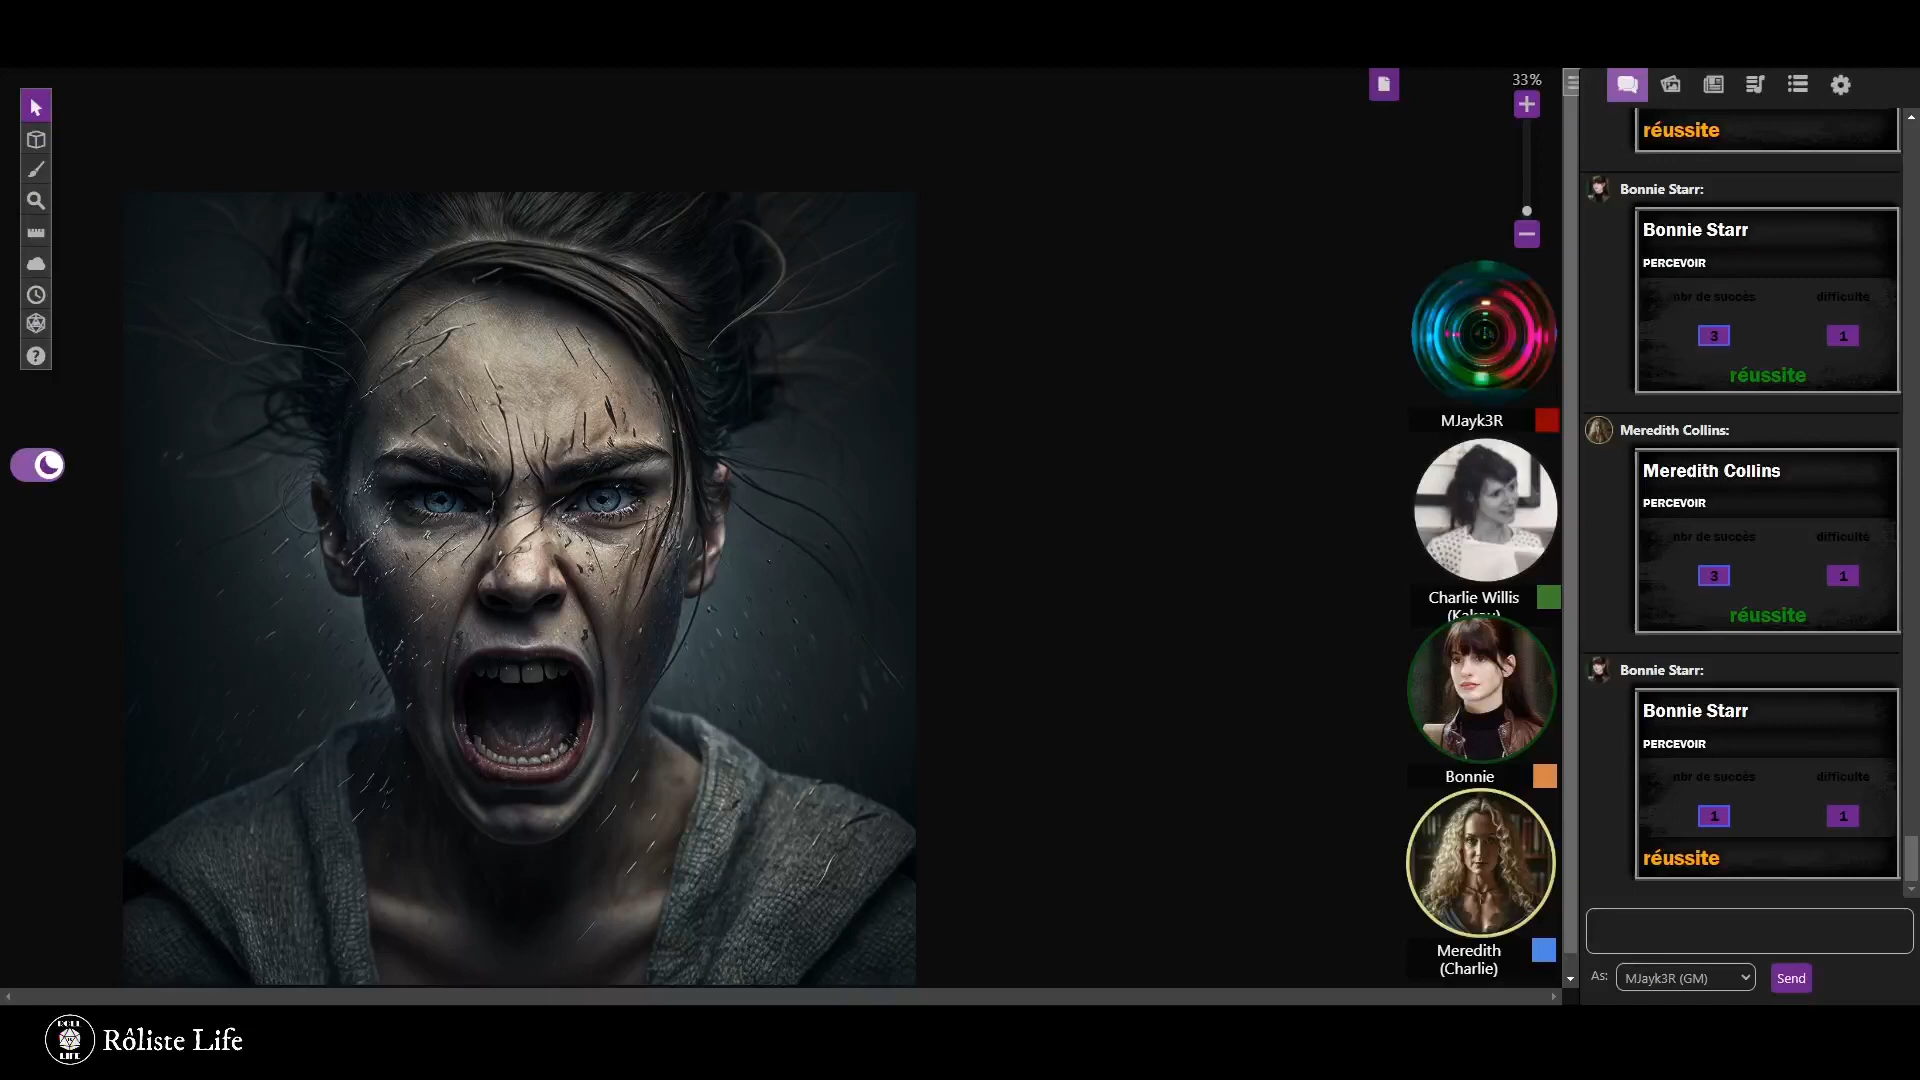 33%
réussite
Bonnie Starr:
Bonnie Starr
PERCEVOIR
nbr de succès difficulté
3 1
réussite
Meredith Collins:
Meredith Collins
PERCEVOIR
nbr de succès difficulté
3 1
réussite
Bonnie Starr:
Bonnie Starr
PERCEVOIR
nbr de succès difficulté
1 1
réussite
MJayk3R
Charlie Willis
Bonnie
Meredith
(Charlie)
As: MJayk3R (GM) Send
ROLL
LIFE
Rôliste Life